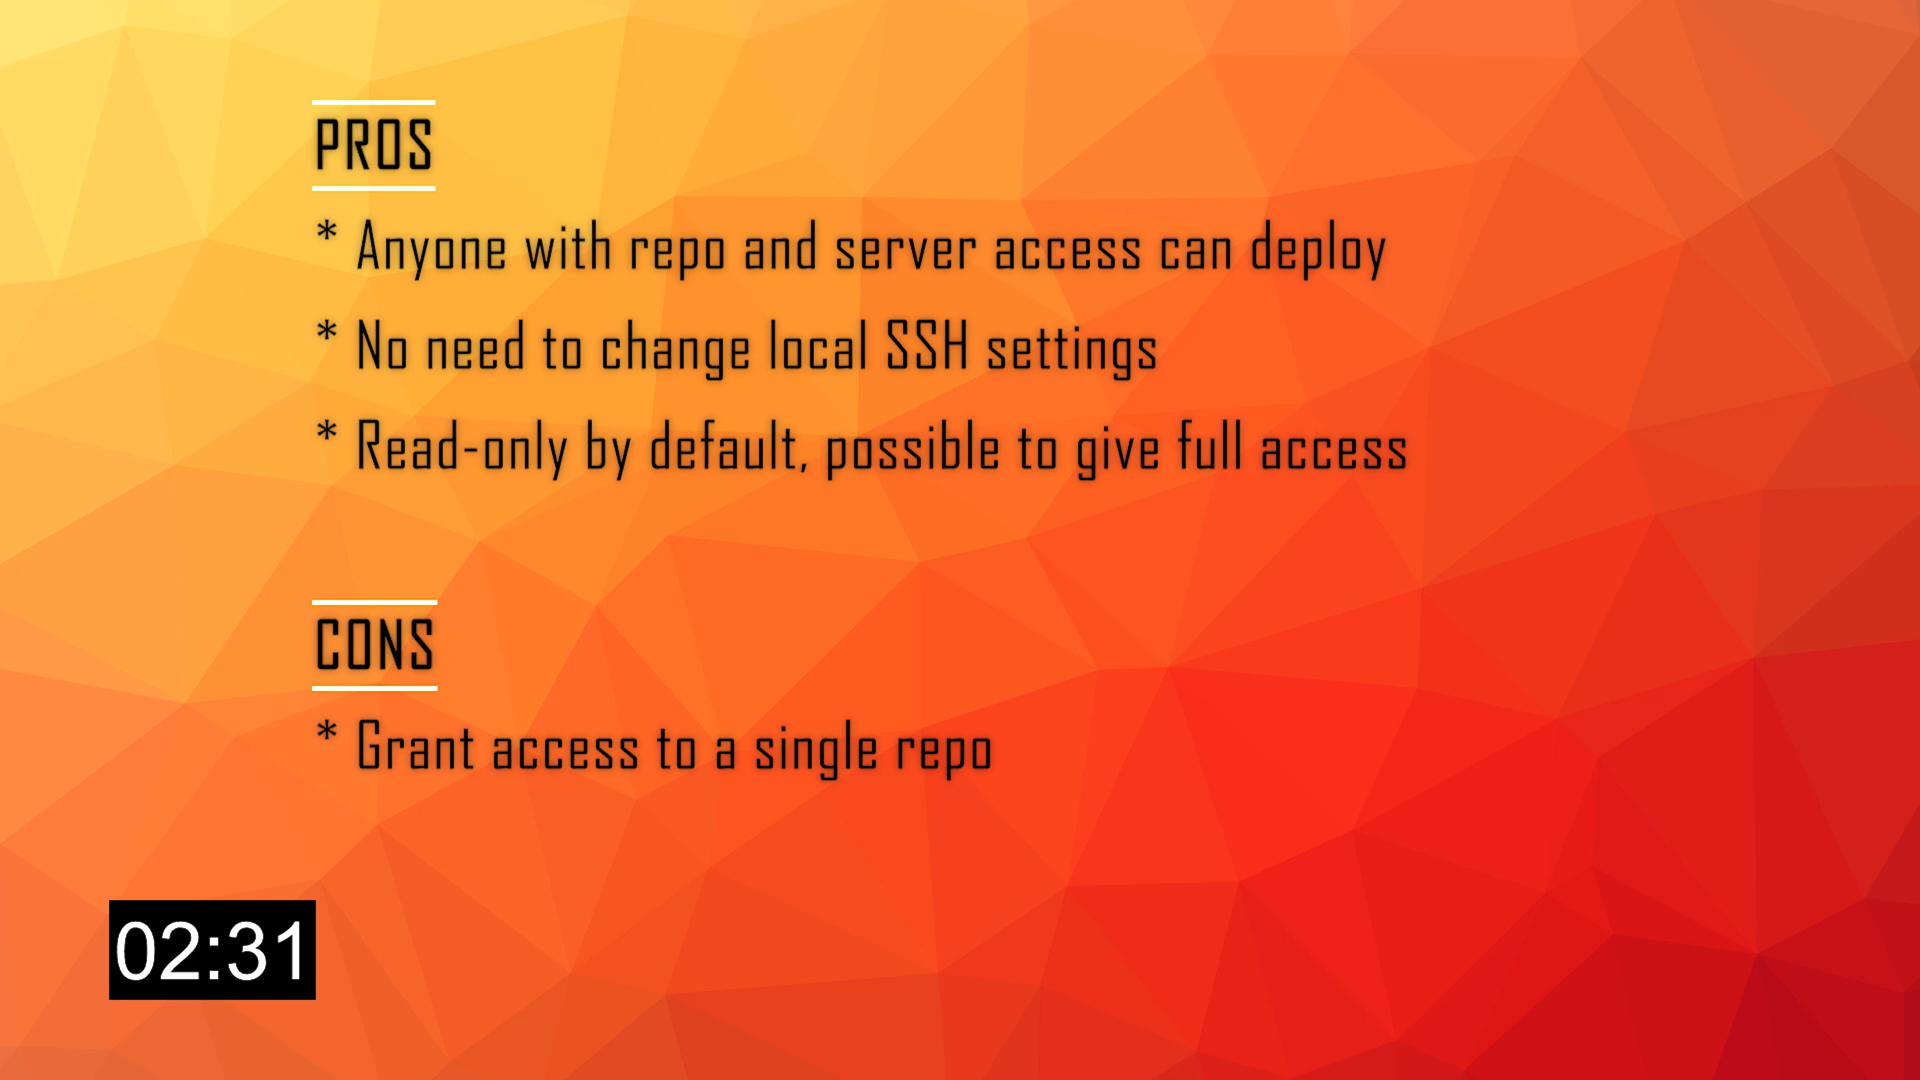 PROS
* Anyone with repo and server access can deploy
* No need to change local SSH settings
* Read-only by default, possible to give full access
CONS
* Grant access to a single repo
02:31